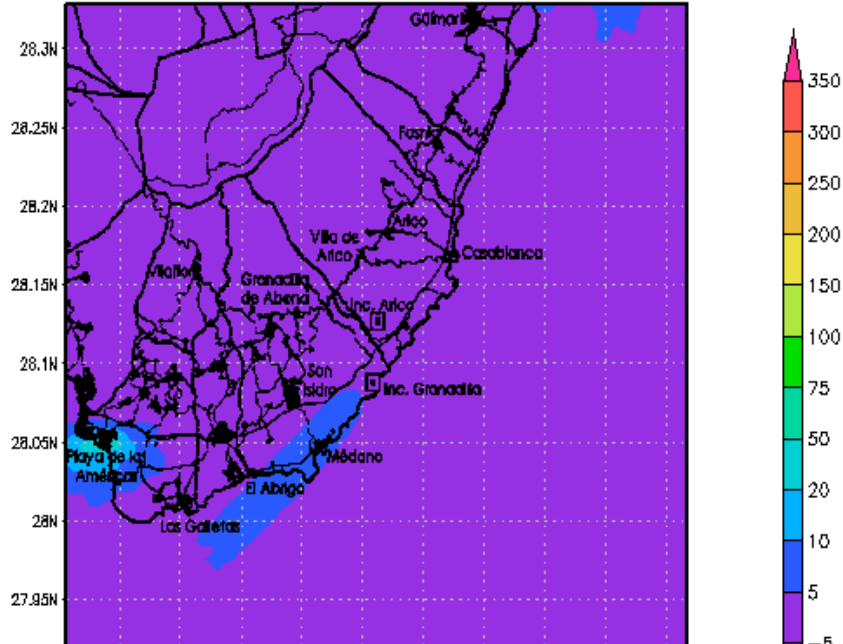 Güimar
28.3N
28.25N
Fasnia
28.2N
Arico
Villa de
Arico
Casablanca
Vilaflor
28.15N
Granadilla
de Abona
Inc. Arico
28.1N
San
Isidro
Inc. Granadilla
28.05N
Playa de las
Américas
Médano
El Abrigo
28N
Las Galletas
27.95N
350
300
250
200
150
100
75
50
20
10
5
-5